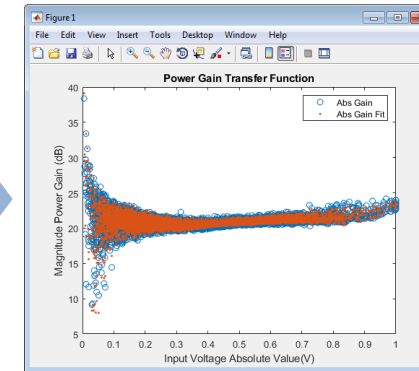 Figure 1
File Edit View Insert Tools Desktop Window Help
Power Gain Transfer Function
Abs Gain
Abs Gain Fit
Magnitude Power Gain (dB)
40
35
30
25
20
15
10
5
0 0.1 0.2 0.3 0.4 0.5 0.6 0.7 0.8 0.9 1
Input Voltage Absolute Value(V)